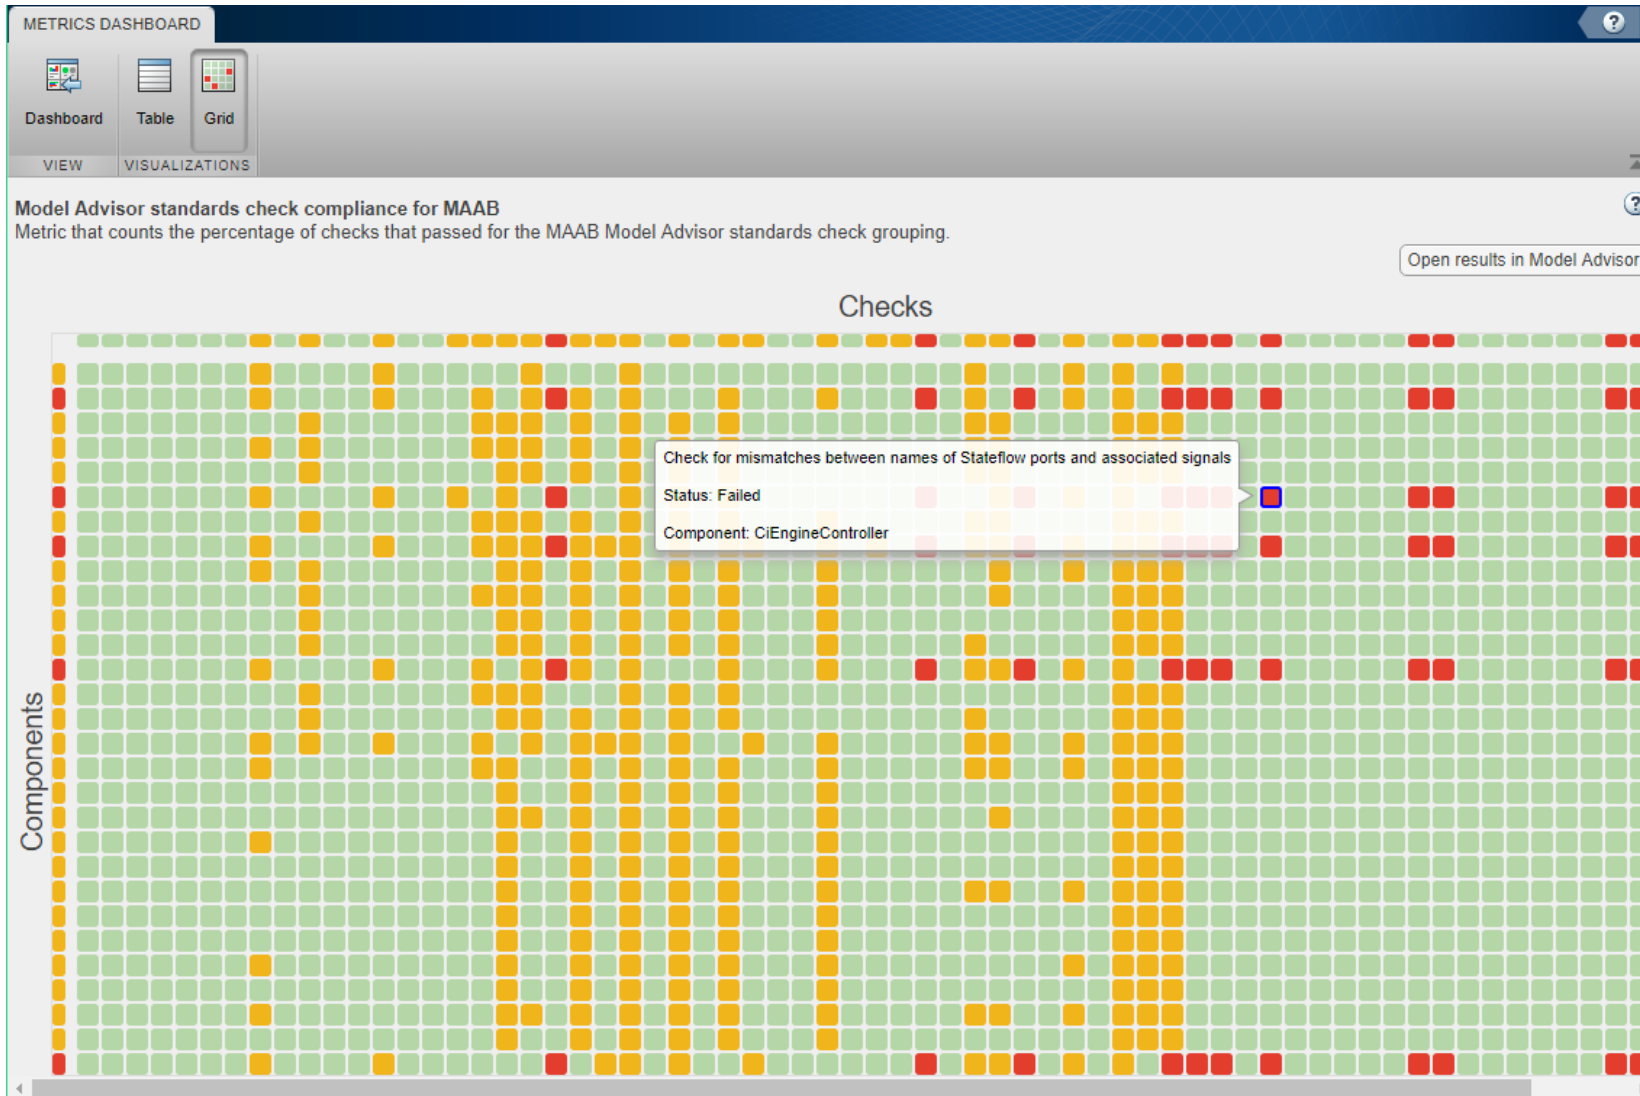 METRICS DASHBOARD
?
Dashboard
Table
Grid
VIEW
VISUALIZATIONS
Model Advisor standards check compliance for MAAB
?
Metric that counts the percentage of checks that passed for the MAAB Model Advisor standards check grouping.
Open results in Model Advisor
Checks
Check for mismatches between names of Stateflow ports and associated signals
Status: Failed
Component: CiEngineController
Components